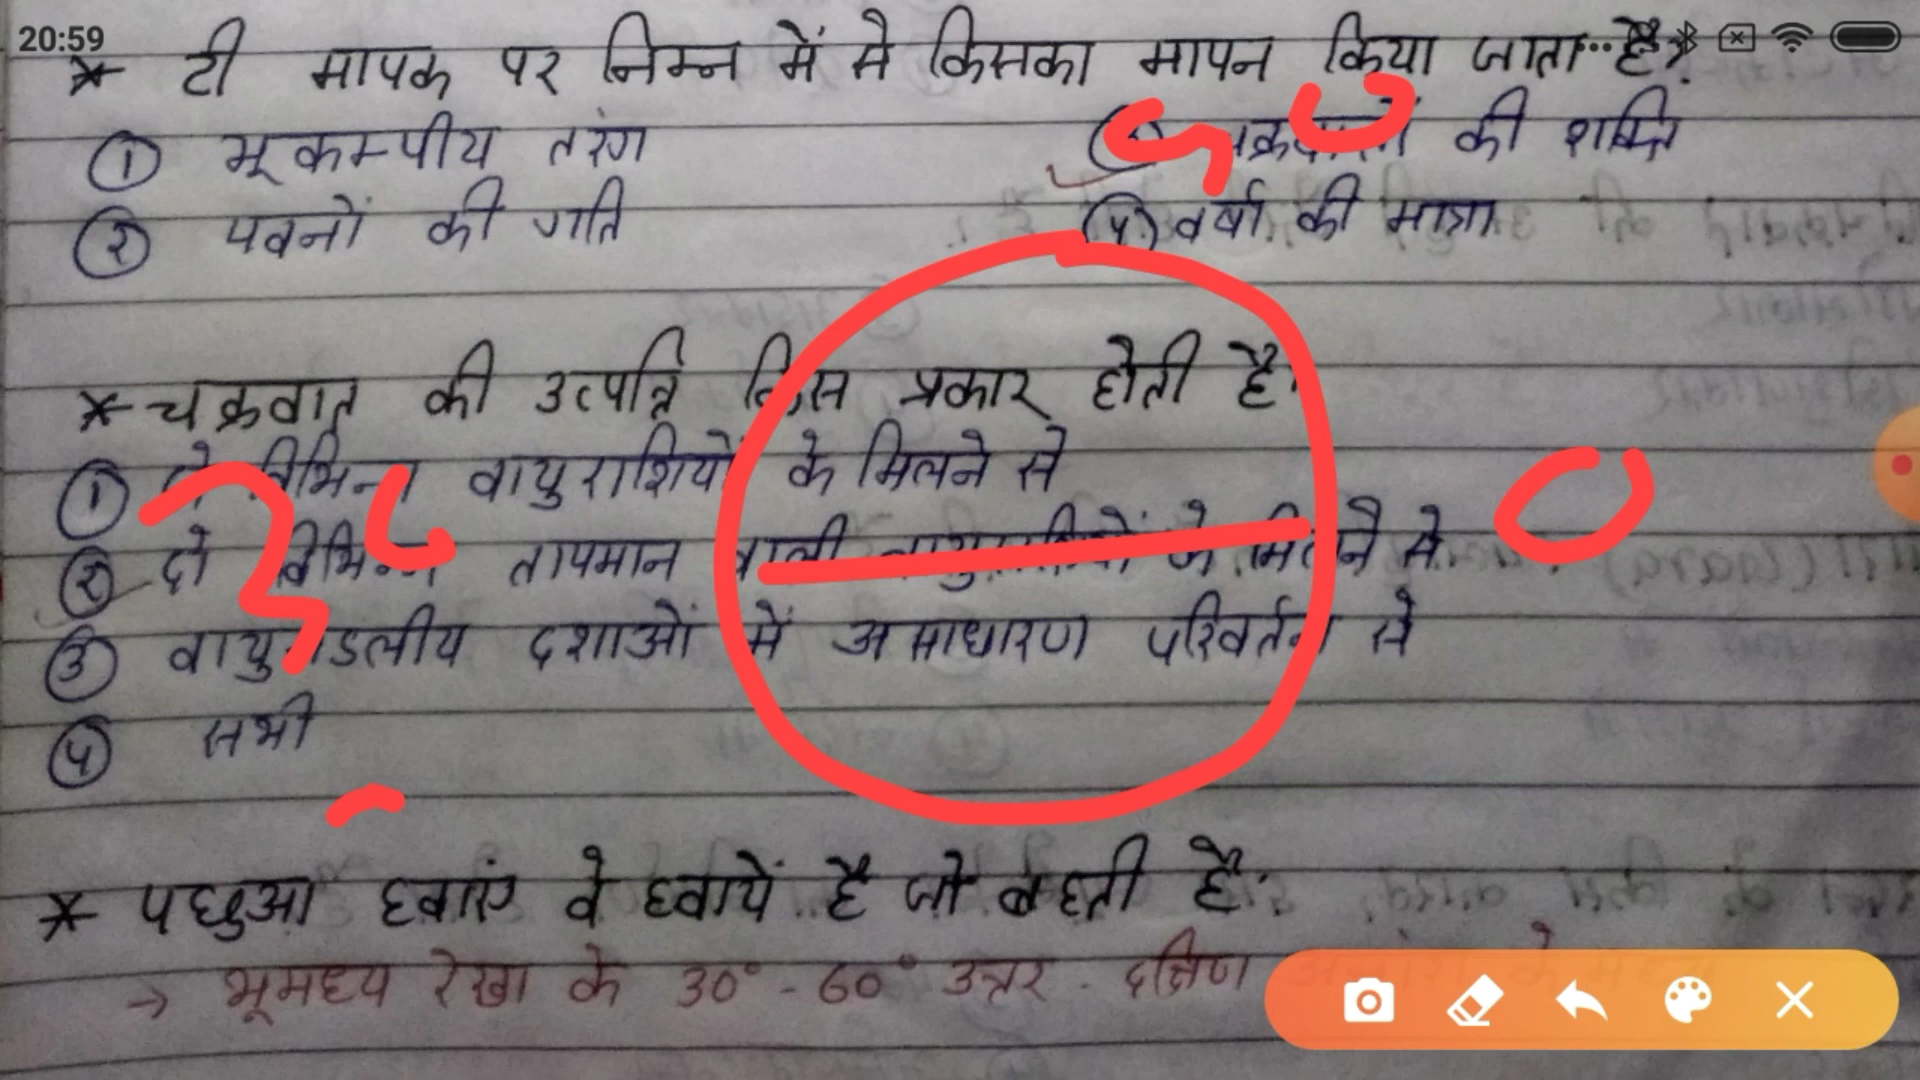 20:59
* टी मापक पर निम्न में से किसका मापन किया जाता है?
① भूकम्पीय तरंग
की शक्ति
② पवनों की गति
④ वर्षा की मात्रा
* चक्रवात की उत्पत्ति किस प्रकार होती है?
① दो विभिन्न वायुराशियों के मिलने से
② दो विभिन्न तापमान वाली वायुराशियों के मिलने से
③ वायुमंडलीय दशाओं में असाधारण परिवर्तन से
④ सभी
* पछुआ हवाएं वे हवायें है जो बहती है:
→ भूमध्य रेखा के 30° - 60° उत्तर - दक्षिण